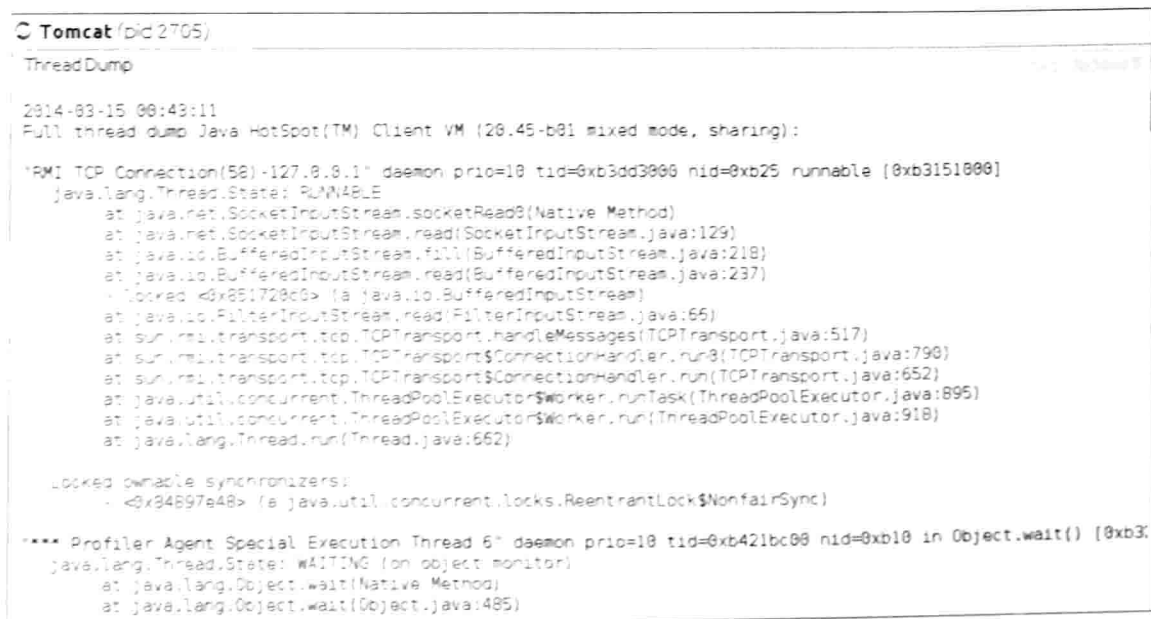 Tomcat (pid 2705)
Thread Dump
2014-03-15 00:43:11
Full thread dump Java HotSpot(TM) Client VM (20.45-b01 mixed mode, sharing):
"RMI TCP Connection(58)-127.0.0.1" daemon prio=10 tid=0xb3dd3000 nid=0xb25 runnable [0xb3151000]
java.lang.Thread.State: RUNNABLE
at java.net.SocketInputStream.socketRead0(Native Method)
at java.net.SocketInputStream.read(SocketInputStream.java:129)
at java.io.BufferedInputStream.fill(BufferedInputStream.java:218)
at java.io.BufferedInputStream.read(BufferedInputStream.java:237)
- locked <0x851720c0> (a java.io.BufferedInputStream)
at java.io.FilterInputStream.read(FilterInputStream.java:66)
at sun.rmi.transport.tcp.TCPTransport.handleMessages(TCPTransport.java:517)
at sun.rmi.transport.tcp.TCPTransport$ConnectionHandler.run0(TCPTransport.java:790)
at sun.rmi.transport.tcp.TCPTransport$ConnectionHandler.run(TCPTransport.java:652)
at java.util.concurrent.ThreadPoolExecutor$Worker.runTask(ThreadPoolExecutor.java:895)
at java.util.concurrent.ThreadPoolExecutor$Worker.run(ThreadPoolExecutor.java:918)
at java.lang.Thread.run(Thread.java:662)
Locked ownable synchronizers:
- <0x84897e48> (a java.util.concurrent.locks.ReentrantLock$NonfairSync)
"*** Profiler Agent Special Execution Thread 6" daemon prio=10 tid=0xb421bc00 nid=0xb10 in Object.wait() [0xb3
java.lang.Thread.State: WAITING (on object monitor)
at java.lang.Object.wait(Native Method)
at java.lang.Object.wait(Object.java:485)